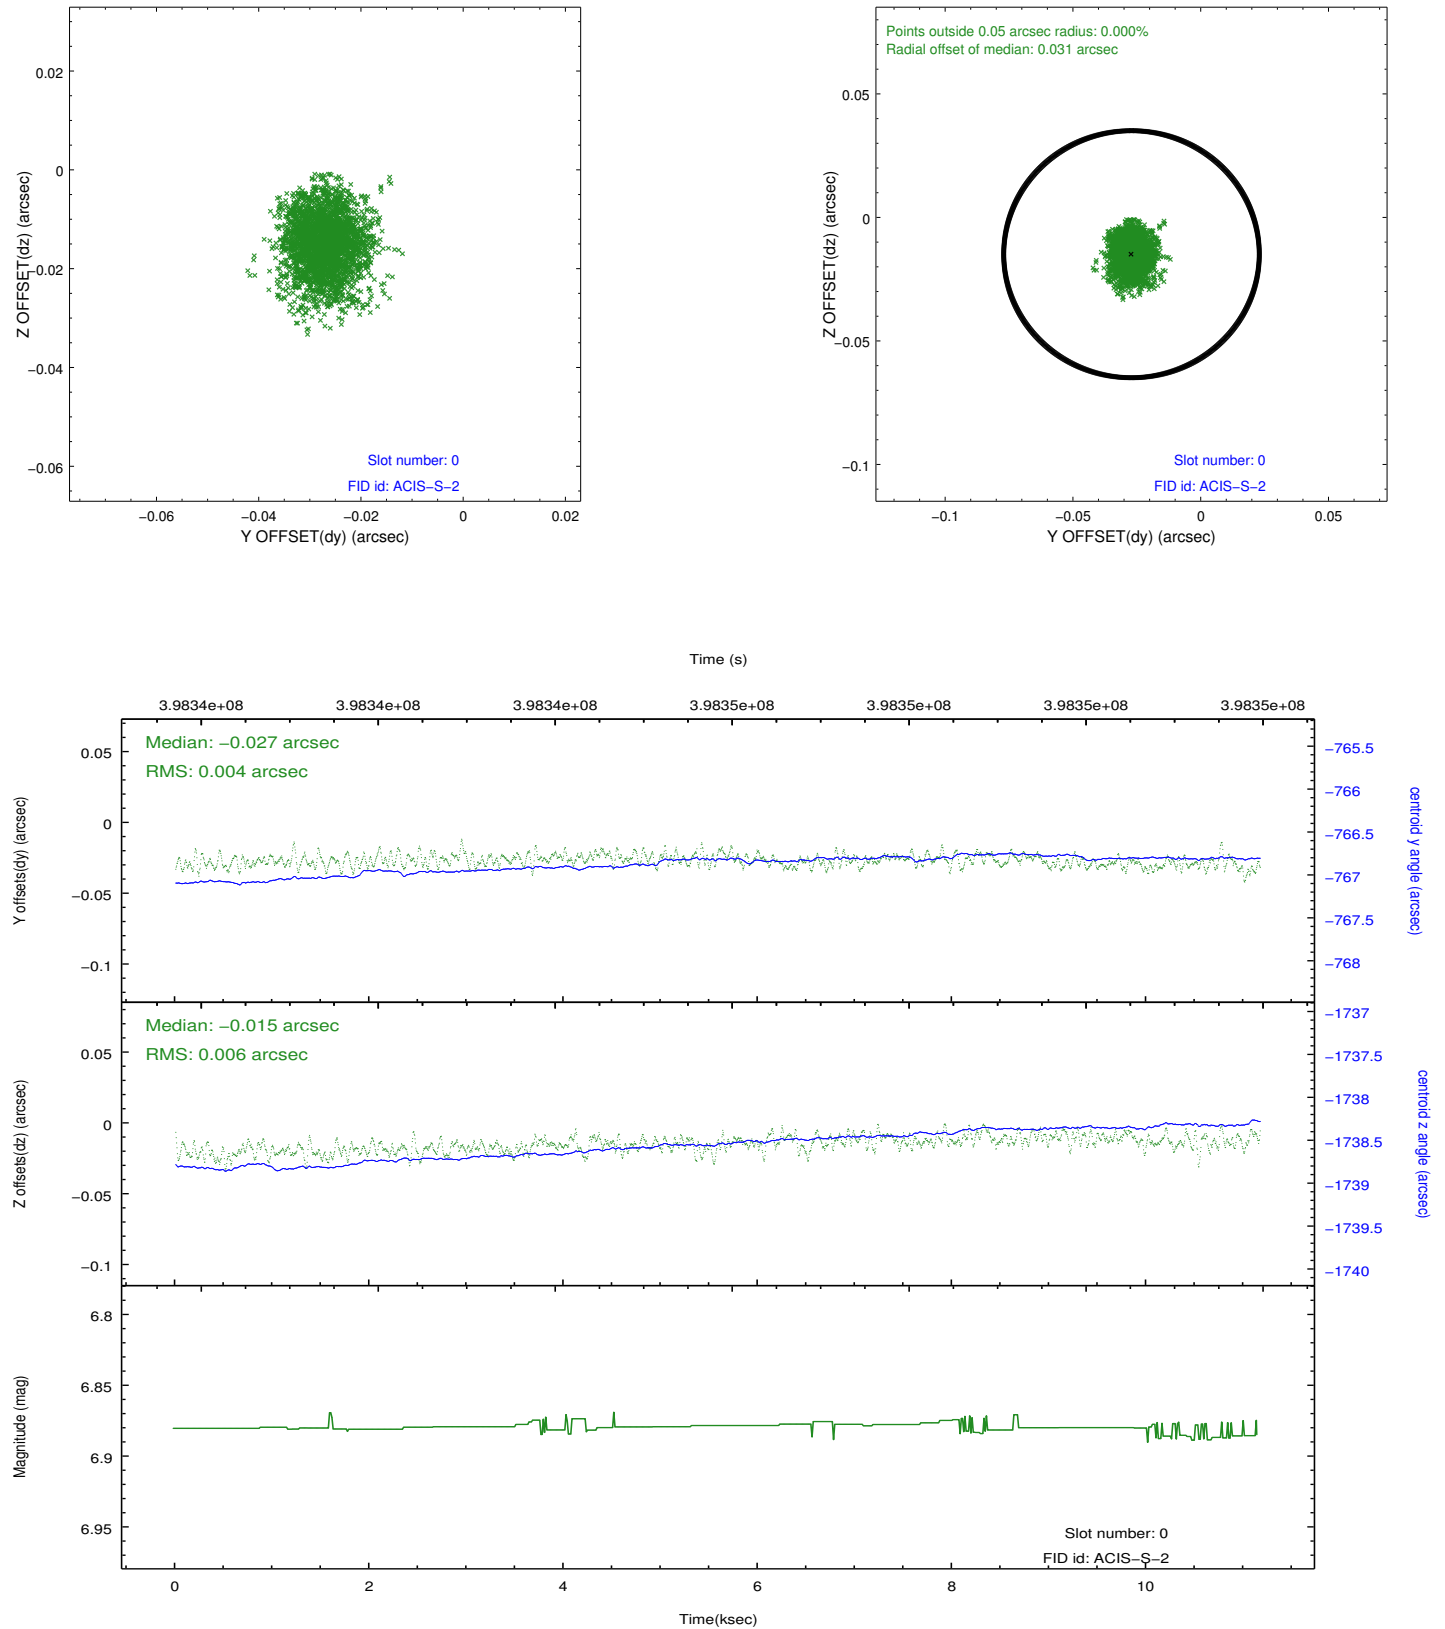 0.02
0
−0.02
−0.04
−0.06
Z OFFSET(dz) (arcsec)
Slot number: 0
FID id: ACIS−S−2
−0.06
−0.04
−0.02
0
0.02
Y OFFSET(dy) (arcsec)
Points outside 0.05 arcsec radius: 0.000%
Radial offset of median: 0.031 arcsec
0.05
0
−0.05
−0.1
Z OFFSET(dz) (arcsec)
Slot number: 0
FID id: ACIS−S−2
−0.1
−0.05
0
0.05
Y OFFSET(dy) (arcsec)
Time (s)
3.9834e+08
3.9834e+08
3.9834e+08
3.9835e+08
3.9835e+08
3.9835e+08
3.9835e+08
Median: −0.027 arcsec
RMS: 0.004 arcsec
0.05
0
−0.05
−0.1
Y offsets(dy) (arcsec)
−765.5
−766
−766.5
−767
−767.5
−768
centroid y angle (arcsec)
Median: −0.015 arcsec
RMS: 0.006 arcsec
0.05
0
−0.05
−0.1
Z offsets(dz) (arcsec)
−1737
−1737.5
−1738
−1738.5
−1739
−1739.5
−1740
centroid z angle (arcsec)
6.8
6.85
6.9
6.95
Magnitude (mag)
Slot number: 0
FID id: ACIS−S−2
0
2
4
6
8
10
Time(ksec)